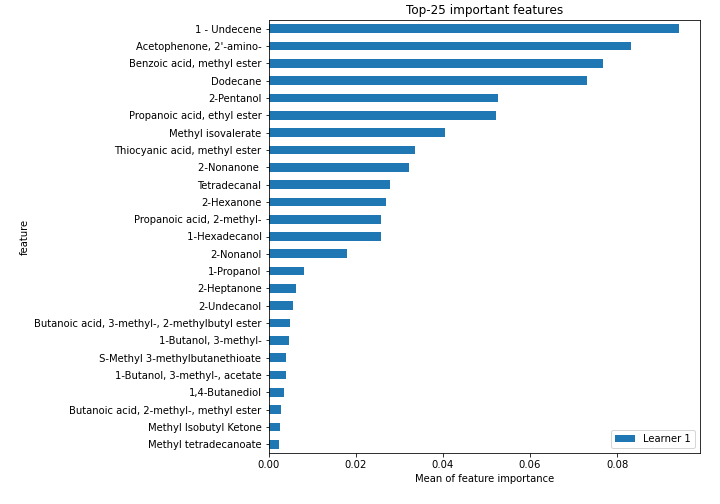 Top-25 important features
1 - Undecene
Acetophenone, 2'-amino-
Benzoic acid, methyl ester
Dodecane
2-Pentanol
Propanoic acid, ethyl ester
Methyl isovalerate
Thiocyanic acid, methyl ester
2-Nonanone
Tetradecanal
2-Hexanone
Propanoic acid, 2-methyl-
1-Hexadecanol
2-Nonanol
1-Propanol
2-Heptanone
2-Undecanol
Butanoic acid, 3-methyl-, 2-methylbutyl ester
1-Butanol, 3-methyl-
S-Methyl 3-methylbutanethioate
1-Butanol, 3-methyl-, acetate
1,4-Butanediol
Butanoic acid, 2-methyl-, methyl ester
Methyl Isobutyl Ketone
Methyl tetradecanoate
feature
Learner 1
0.00 0.02 0.04 0.06 0.08
Mean of feature importance